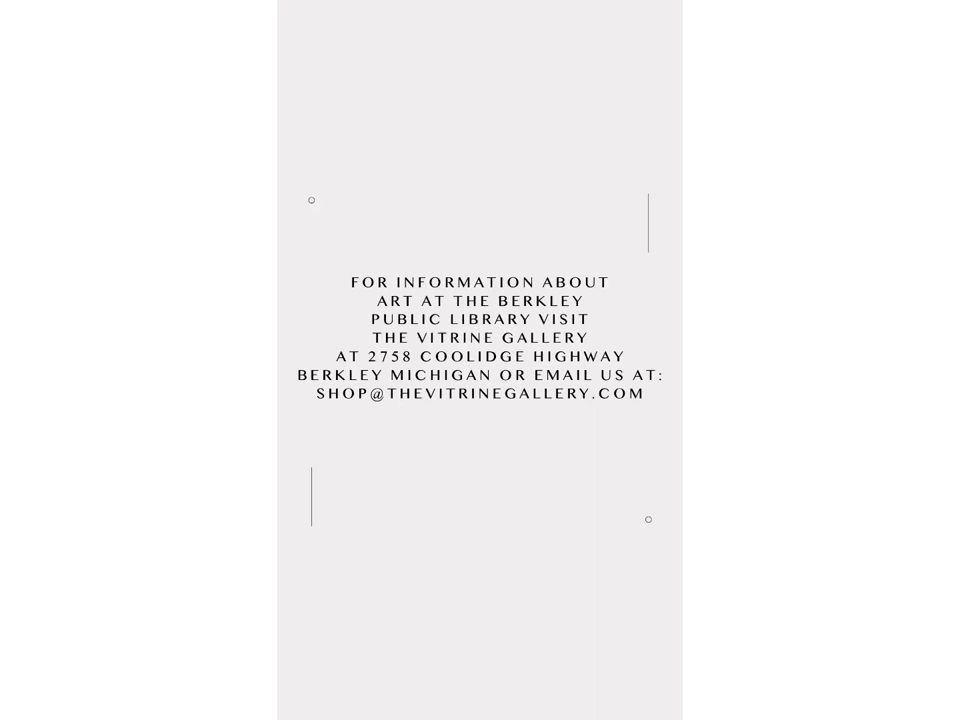 FOR INFORMATION ABOUT
ART AT THE BERKLEY
PUBLIC LIBRARY VISIT
THE VITRINE GALLERY
AT 2758 COOLIDGE HIGHWAY
BERKLEY MICHIGAN OR EMAIL US AT:
SHOP@THEVITRINEGALLERY.COM